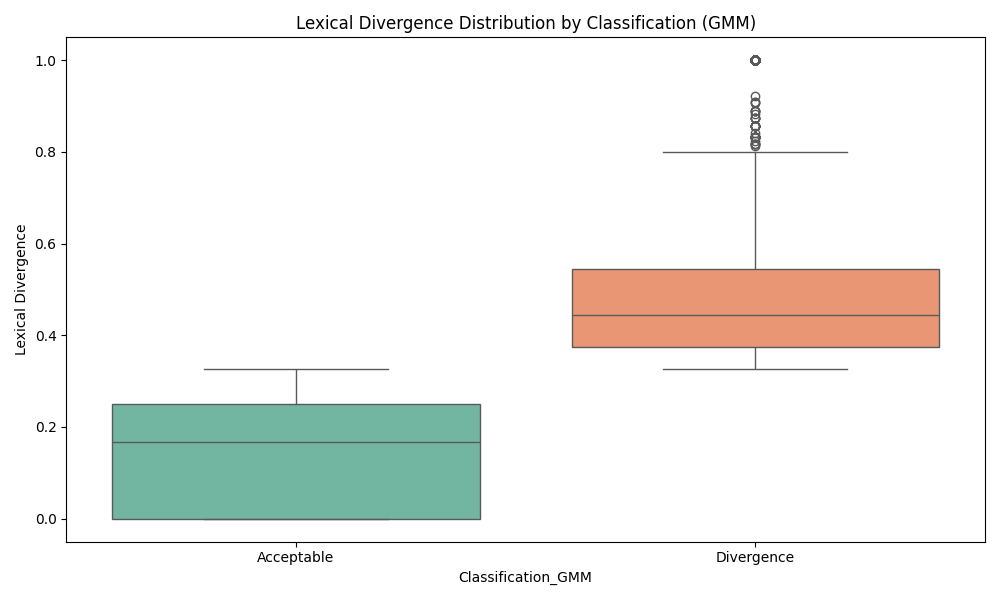 Lexical Divergence Distribution by Classification (GMM)
Lexical Divergence
1.0
0.8
0.6
0.4
0.2
0.0
Acceptable
Divergence
Classification_GMM